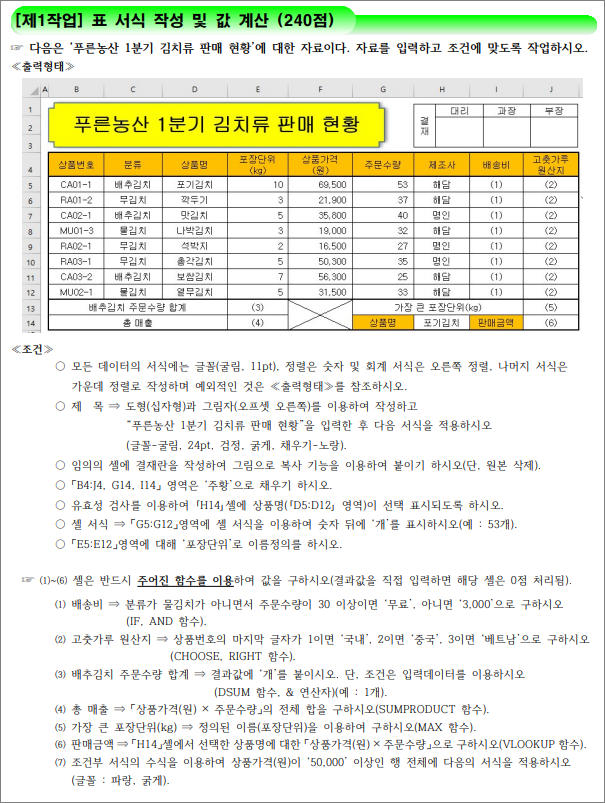 [제1작업] 표 서식 작성 및 값 계산 (240점)
☞ 다음은 '푸른농산 1분기 김치류 판매 현황'에 대한 자료이다. 자료를 입력하고 조건에 맞도록 작업하시오.
≪출력형태≫
A B C D E F G H I J
1 푸른농산 1분기 김치류 판매 현황 결재 대리 과장 부장
2
3
4 상품번호 분류 상품명 포장단위(kg) 상품가격(원) 주문수량 제조사 배송비 고춧가루 원산지
5 CA01-1 배추김치 포기김치 10 69,500 53 해담 (1) (2)
6 RA01-2 무김치 깍두기 3 21,900 37 해담 (1) (2)
7 CA02-1 배추김치 맛김치 5 35,800 40 명인 (1) (2)
8 MU01-3 물김치 나박김치 3 19,000 32 해담 (1) (2)
9 RA02-1 무김치 석박지 2 16,500 27 명인 (1) (2)
10 RA03-1 무김치 총각김치 5 50,300 35 명인 (1) (2)
11 CA03-2 배추김치 보쌈김치 7 56,300 25 해담 (1) (2)
12 MU02-1 물김치 열무김치 5 31,500 33 해담 (1) (2)
13 배추김치 주문수량 합계 (3) 가장 큰 포장단위(kg) (5)
14 총 매출 (4) 상품명 포기김치 판매금액 (6)
≪조건≫
○ 모든 데이터의 서식에는 글꼴(굴림, 11pt), 정렬은 숫자 및 회계 서식은 오른쪽 정렬, 나머지 서식은
가운데 정렬로 작성하며 예외적인 것은 ≪출력형태≫를 참조하시오.
○ 제 목 ⇒ 도형(십자형)과 그림자(오프셋 오른쪽)를 이용하여 작성하고
"푸른농산 1분기 김치류 판매 현황"을 입력한 후 다음 서식을 적용하시오
(글꼴-굴림, 24pt, 검정, 굵게, 채우기-노랑).
○ 임의의 셀에 결재란을 작성하여 그림으로 복사 기능을 이용하여 붙이기 하시오(단, 원본 삭제).
○ 「B4:J4, G14, I14」 영역은 '주황'으로 채우기 하시오.
○ 유효성 검사를 이용하여 「H14」셀에 상품명(「D5:D12」 영역)이 선택 표시되도록 하시오.
○ 셀 서식 ⇒ 「G5:G12」영역에 셀 서식을 이용하여 숫자 뒤에 '개'를 표시하시오(예 : 53개).
○ 「E5:E12」영역에 대해 '포장단위'로 이름정의를 하시오.
☞ (1)~(6) 셀은 반드시 주어진 함수를 이용하여 값을 구하시오(결과값을 직접 입력하면 해당 셀은 0점 처리됨).
(1) 배송비 ⇒ 분류가 물김치가 아니면서 주문수량이 30 이상이면 '무료', 아니면 '3,000'으로 구하시오
(IF, AND 함수).
(2) 고춧가루 원산지 ⇒ 상품번호의 마지막 글자가 1이면 '국내', 2이면 '중국', 3이면 '베트남'으로 구하시오
(CHOOSE, RIGHT 함수).
(3) 배추김치 주문수량 합계 ⇒ 결과값에 '개'를 붙이시오. 단, 조건은 입력데이터를 이용하시오
(DSUM 함수, & 연산자)(예 : 1개).
(4) 총 매출 ⇒ 「상품가격(원) × 주문수량」의 전체 합을 구하시오(SUMPRODUCT 함수).
(5) 가장 큰 포장단위(kg) ⇒ 정의된 이름(포장단위)을 이용하여 구하시오(MAX 함수).
(6) 판매금액 ⇒ 「H14」셀에서 선택한 상품명에 대한 「상품가격(원) × 주문수량」으로 구하시오(VLOOKUP 함수).
(7) 조건부 서식의 수식을 이용하여 상품가격(원)이 '50,000' 이상인 행 전체에 다음의 서식을 적용하시오
(글꼴 : 파랑, 굵게).